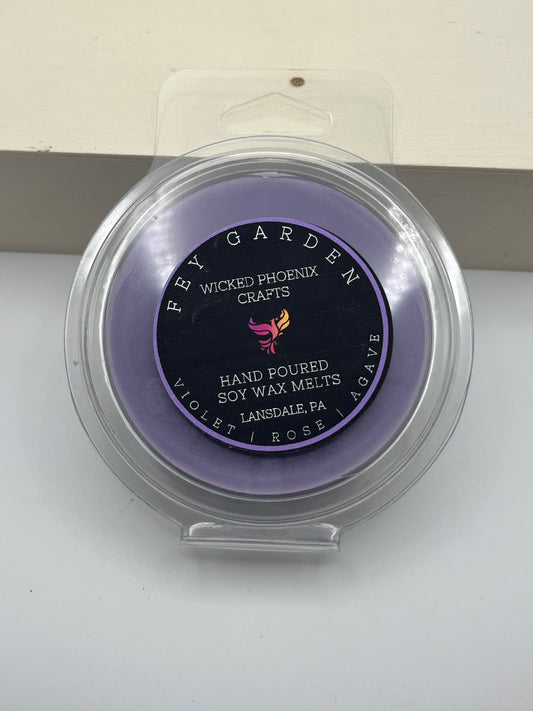 FEY GARDEN
WICKED PHOENIX
CRAFTS
HAND POURED
SOY WAX MELTS
LANSDALE, PA
VIOLET | ROSE | AGAVE